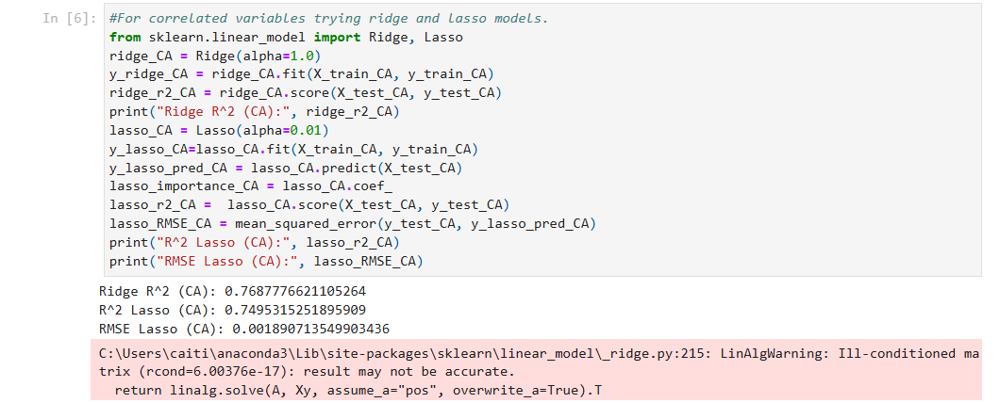 In [6]: #For correlated variables trying ridge and lasso models.
from sklearn.linear_model import Ridge, Lasso
ridge_CA = Ridge(alpha=1.0)
y_ridge_CA = ridge_CA.fit(X_train_CA, y_train_CA)
ridge_r2_CA = ridge_CA.score(X_test_CA, y_test_CA)
print("Ridge R^2 (CA):", ridge_r2_CA)
lasso_CA = Lasso(alpha=0.01)
y_lasso_CA=lasso_CA.fit(X_train_CA, y_train_CA)
y_lasso_pred_CA = lasso_CA.predict(X_test_CA)
lasso_importance_CA = lasso_CA.coef_
lasso_r2_CA =  lasso_CA.score(X_test_CA, y_test_CA)
lasso_RMSE_CA = mean_squared_error(y_test_CA, y_lasso_pred_CA)
print("R^2 Lasso (CA):", lasso_r2_CA)
print("RMSE Lasso (CA):", lasso_RMSE_CA)
Ridge R^2 (CA): 0.7687776621105264
R^2 Lasso (CA): 0.7495315251895909
RMSE Lasso (CA): 0.001890713549903436
C:\Users\caiti\anaconda3\Lib\site-packages\sklearn\linear_model\_ridge.py:215: LinAlgWarning: Ill-conditioned ma
trix (rcond=6.00376e-17): result may not be accurate.
  return linalg.solve(A, Xy, assume_a="pos", overwrite_a=True).T